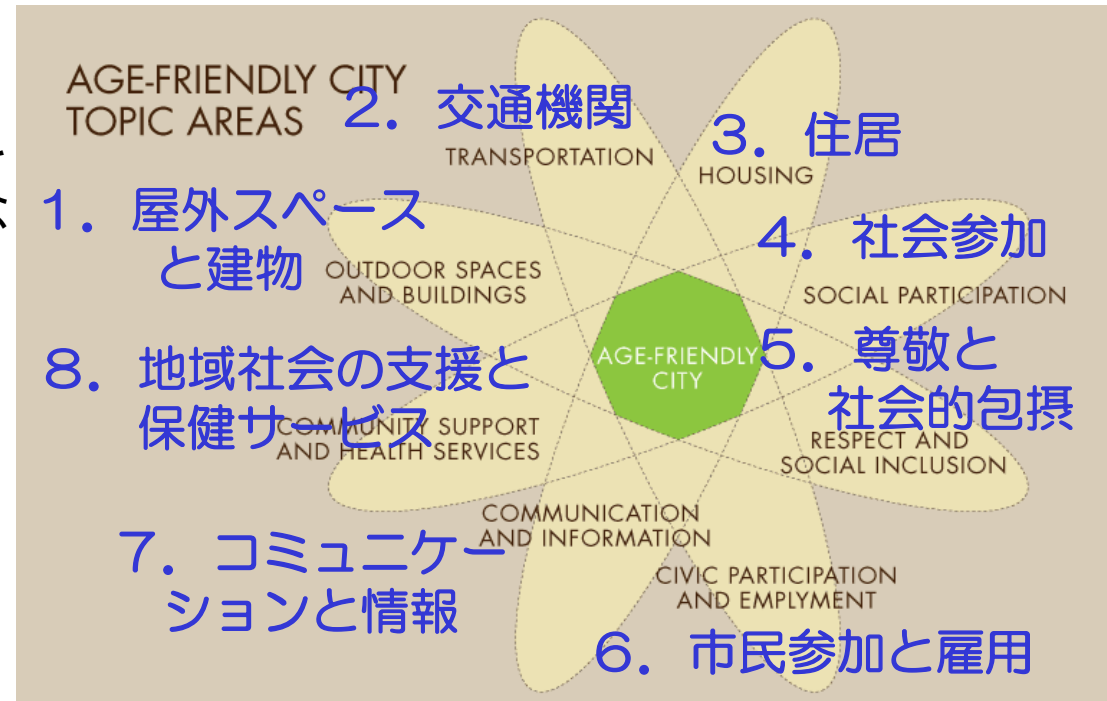 AGE-FRIENDLY CITY
TOPIC AREAS
2. 交通機関
TRANSPORTATION
3. 住居
HOUSING
1. 屋外スペース
と建物
OUTDOOR SPACES
AND BUILDINGS
4. 社会参加
SOCIAL PARTICIPATION
AGE-FRIENDLY
CITY
5. 尊敬と
社会的包摂
RESPECT AND
SOCIAL INCLUSION
8. 地域社会の支援と
保健サービス
COMMUNITY SUPPORT
AND HEALTH SERVICES
COMMUNICATION
AND INFORMATION
7. コミュニケー
ションと情報
CIVIC PARTICIPATION
AND EMPLYMENT
6. 市民参加と雇用